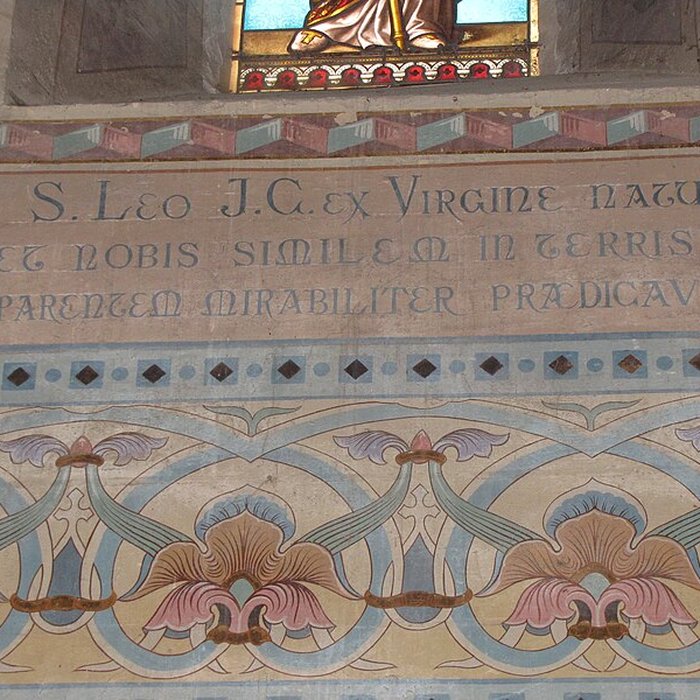 S. LEO J.C. EX VIRGINE NATU
ET NOBIS SIMILEM IN TERRIS
PARENTEM MIRABILITER PRÆDICAV